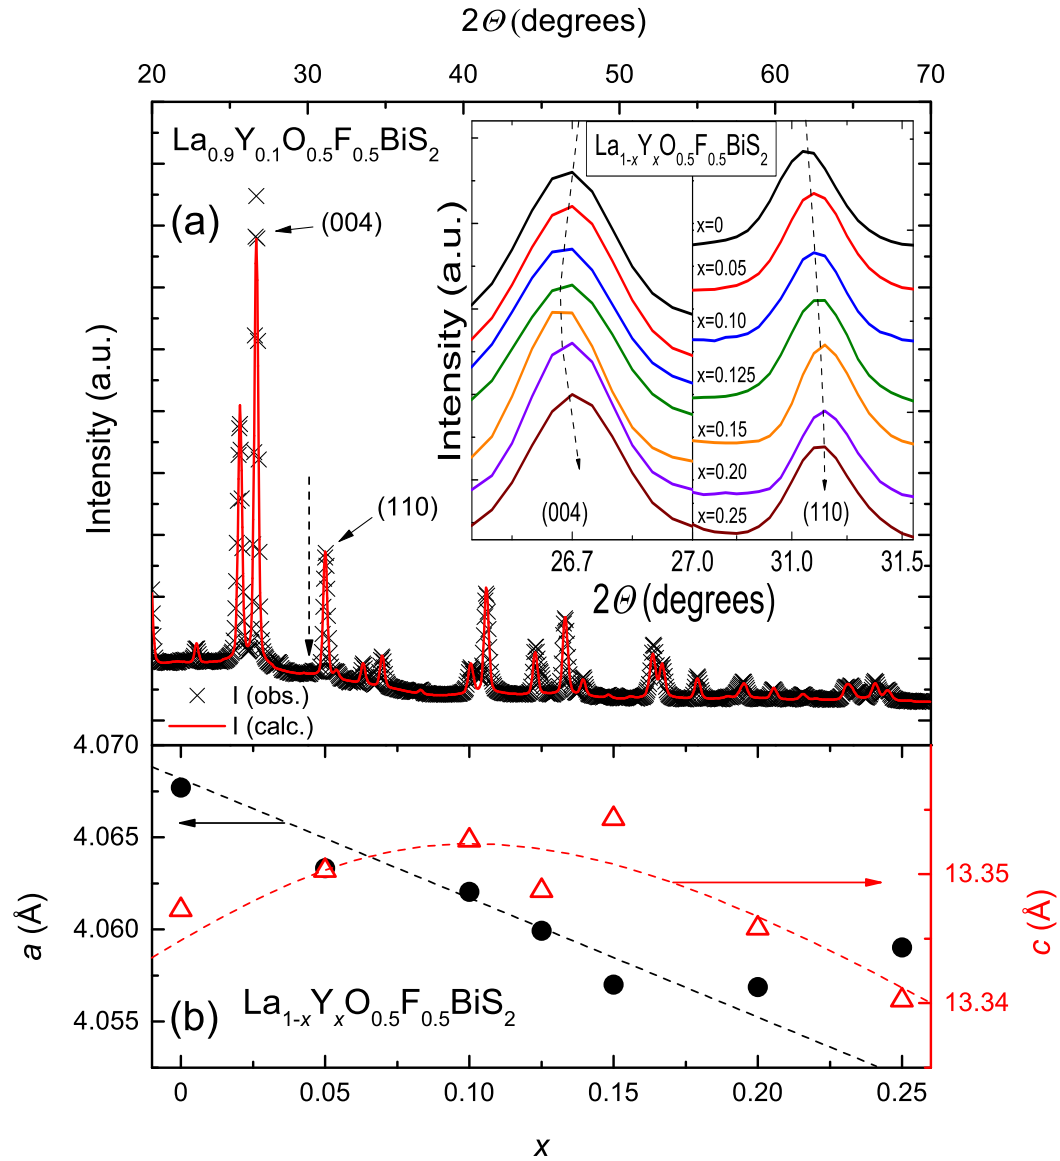 2Θ (degrees)
20 30 40 50 60 70
La0.9Y0.1O0.5F0.5BiS2
(a)
(004)
(110)
Intensity (a.u.)
I (obs.)
I (calc.)
La1-xYxO0.5F0.5BiS2
Intensity (a.u.)
x=0
x=0.05
x=0.10
x=0.125
x=0.15
x=0.20
x=0.25
(004) (110)
26.7 27.0 31.0 31.5
2Θ (degrees)
4.070
4.065
4.060
4.055
a (Å)
13.35
13.34
c (Å)
(b) La1-xYxO0.5F0.5BiS2
0 0.05 0.10 0.15 0.20 0.25
x